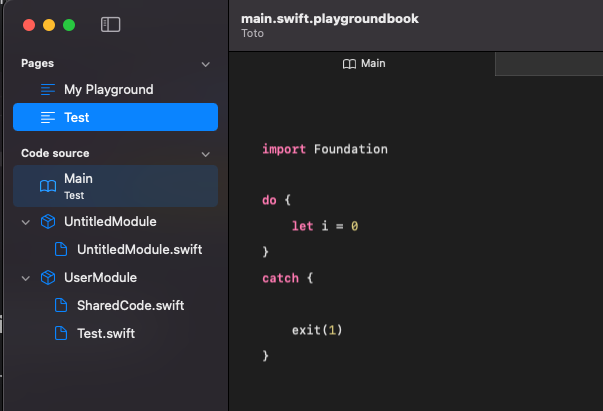 main.swift.playgroundbook
Toto
Pages
My Playground
Test
Code source
Main
Test
UntitledModule
UntitledModule.swift
UserModule
SharedCode.swift
Test.swift
Main
import Foundation
do {
let i = 0
}
catch {
exit(1)
}